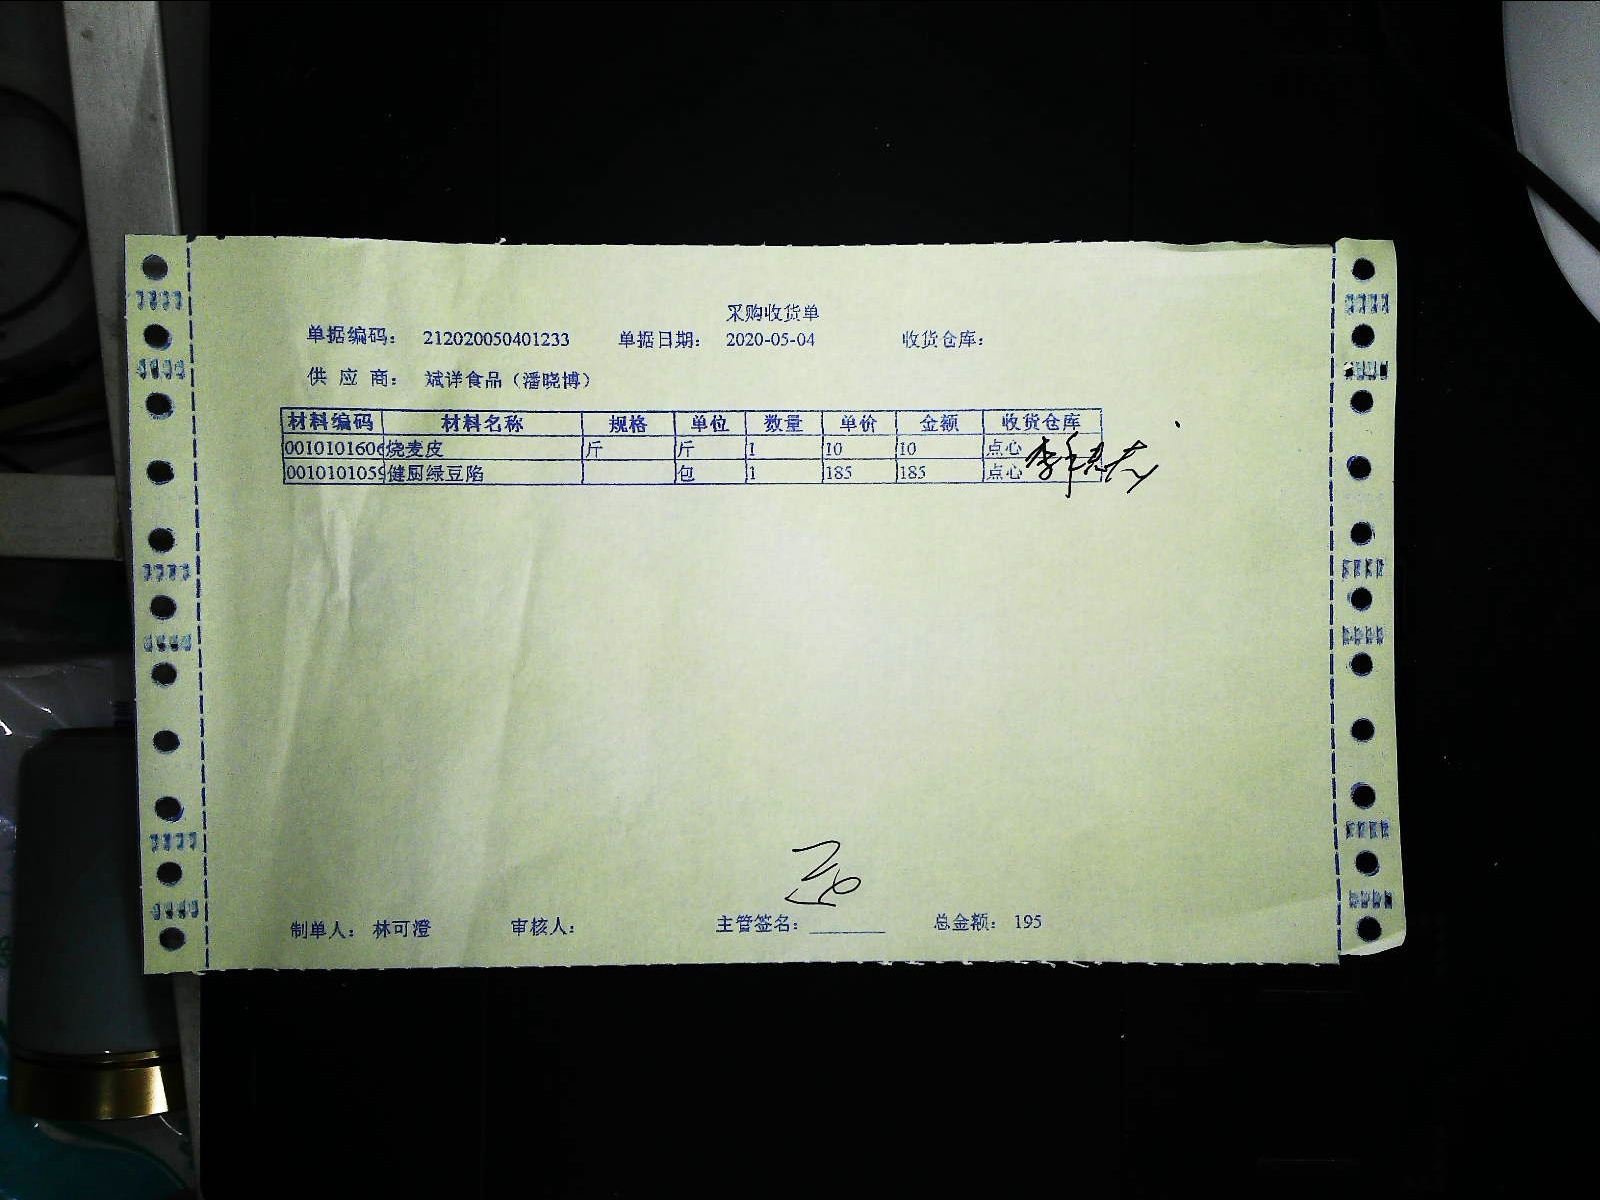 采购收货单
单据编码： 212020050401233 单据日期： 2020-05-04 收货仓库：
供 应 商： 斌详食品（潘晓博）
材料编码 材料名称 规格 单位 数量 单价 金额 收货仓库
0010101606 烧麦皮 斤 斤 1 10 10 点心
0010101059 健厨绿豆陷 包 1 185 185 点心
制单人： 林可澄 审核人： 主管签名：________ 总金额： 195